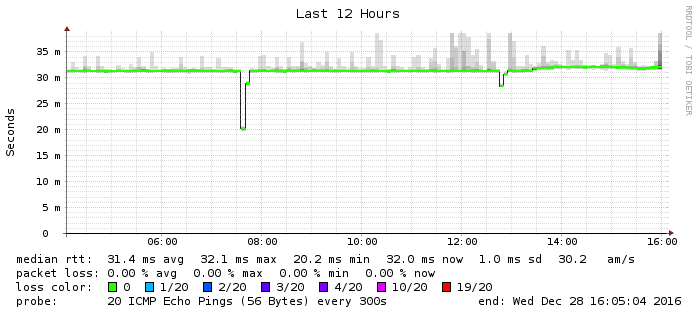 Last 12 Hours
RRDTOOL / TOBI OETIKER
Seconds
35 m
30 m
25 m
20 m
15 m
10 m
5 m
0
06:00 08:00 10:00 12:00 14:00 16:00
median rtt: 31.4 ms avg 32.1 ms max 20.2 ms min 32.0 ms now 1.0 ms sd 30.2 am/s
packet loss: 0.00 % avg 0.00 % max 0.00 % min 0.00 % now
loss color: 0 1/20 2/20 3/20 4/20 10/20 19/20
probe: 20 ICMP Echo Pings (56 Bytes) every 300s end: Wed Dec 28 16:05:04 2016